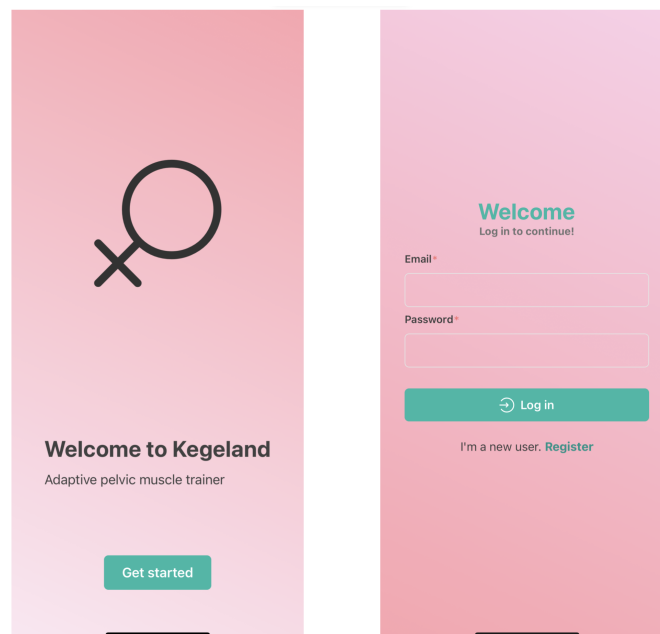 Welcome to Kegeland
Adaptive pelvic muscle trainer
Get started
Welcome
Log in to continue!
Email*
Password*
Log in
I'm a new user. Register